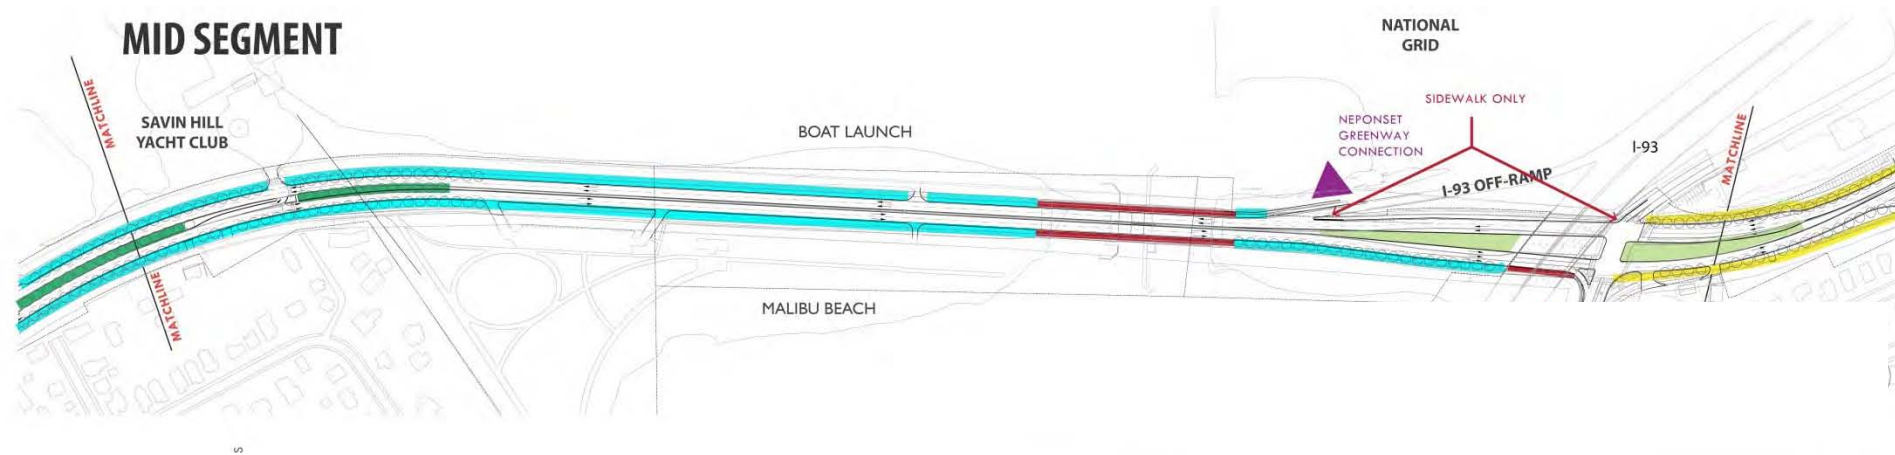 MID SEGMENT
NATIONAL
GRID
MATCHLINE
SAVIN HILL
YACHT CLUB
BOAT LAUNCH
SIDEWALK ONLY
NEPONSET
GREENWAY
CONNECTION
I-93
MATCHLINE
I-93 OFF-RAMP
MATCHLINE
MALIBU BEACH
S